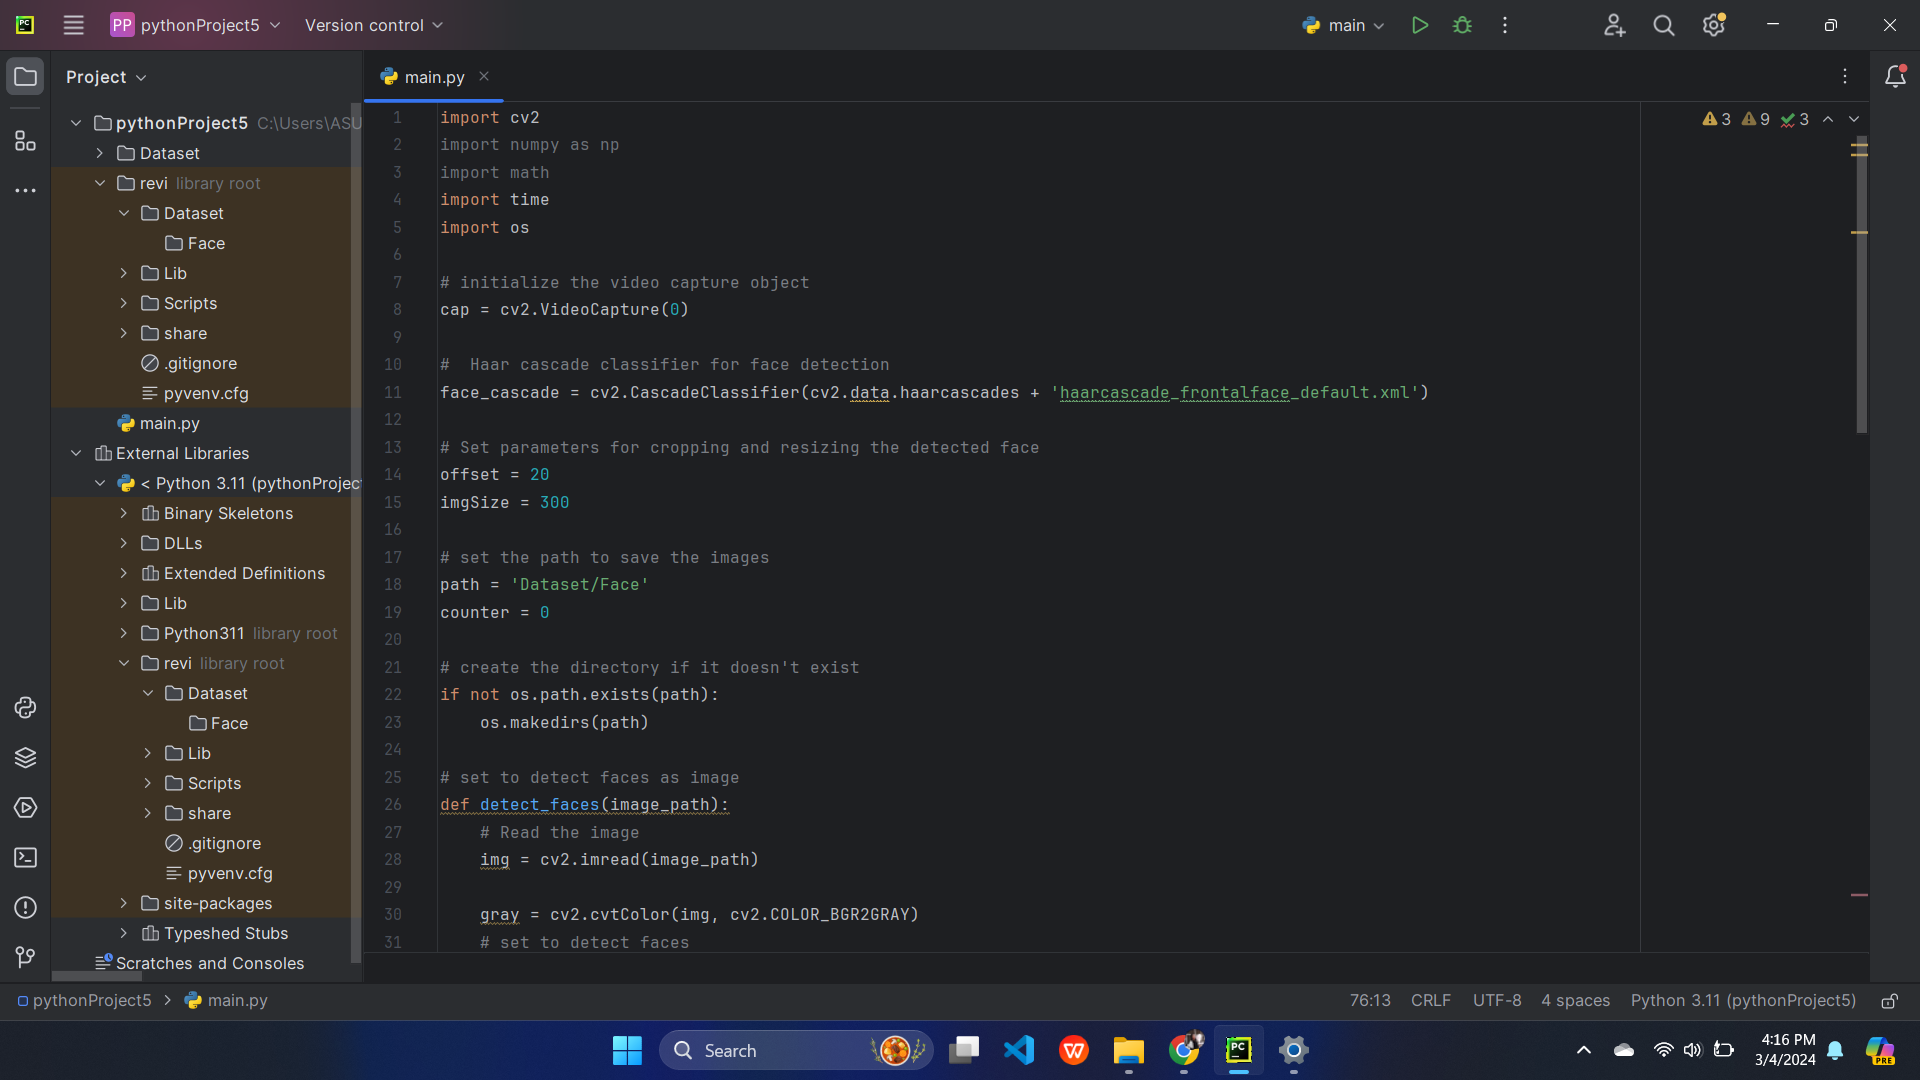 PP pythonProject5 Version control main
Project
main.py
pythonProject5 C:\Users\ASU
Dataset
revi library root
Dataset
Face
Lib
Scripts
share
.gitignore
pyvenv.cfg
main.py
External Libraries
< Python 3.11 (pythonProjec
Binary Skeletons
DLLs
Extended Definitions
Lib
Python311 library root
revi library root
Dataset
Face
Lib
Scripts
share
.gitignore
pyvenv.cfg
site-packages
Typeshed Stubs
Scratches and Consoles
3 9 3
1 import cv2
2 import numpy as np
3 import math
4 import time
5 import os
6
7 # initialize the video capture object
8 cap = cv2.VideoCapture(0)
9
10 #  Haar cascade classifier for face detection
11 face_cascade = cv2.CascadeClassifier(cv2.data.haarcascades + 'haarcascade_frontalface_default.xml')
12
13 # Set parameters for cropping and resizing the detected face
14 offset = 20
15 imgSize = 300
16
17 # set the path to save the images
18 path = 'Dataset/Face'
19 counter = 0
20
21 # create the directory if it doesn't exist
22 if not os.path.exists(path):
23     os.makedirs(path)
24
25 # set to detect faces as image
26 def detect_faces(image_path):
27     # Read the image
28     img = cv2.imread(image_path)
29
30     gray = cv2.cvtColor(img, cv2.COLOR_BGR2GRAY)
31     # set to detect faces
pythonProject5 > main.py 76:13 CRLF UTF-8 4 spaces Python 3.11 (pythonProject5)
Search
4:16 PM
3/4/2024
PRE